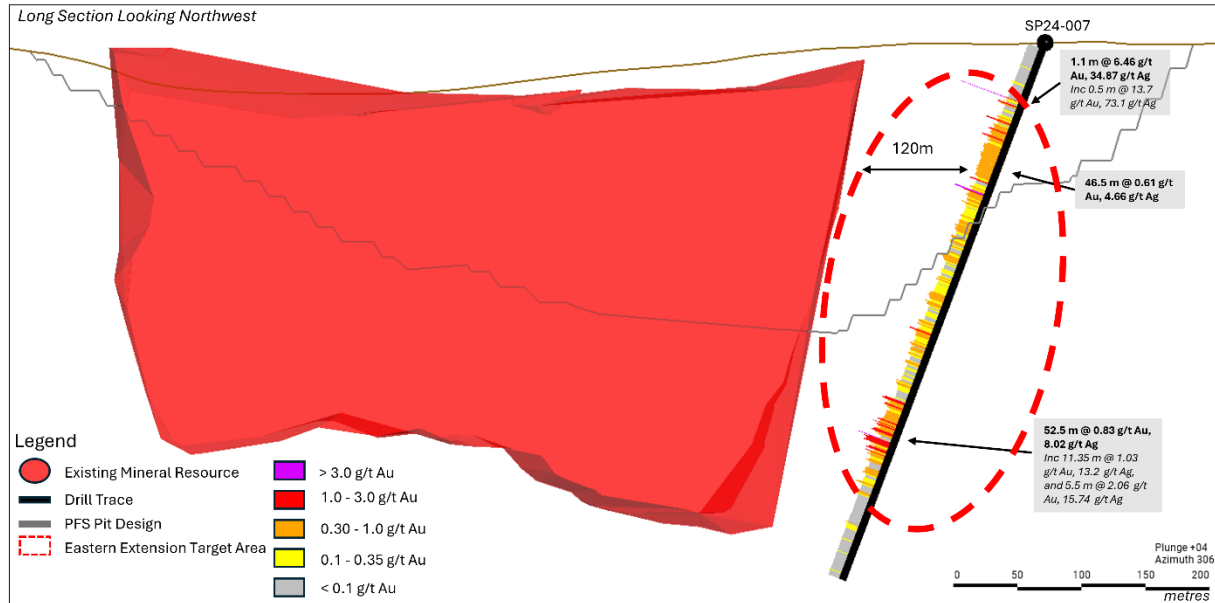 Long Section Looking Northwest
SP24-007
1.1 m @ 6.46 g/t
Au, 34.87 g/t Ag
Inc 0.5 m @ 13.7
g/t Au, 73.1 g/t Ag
120m
46.5 m @ 0.61 g/t
Au, 4.66 g/t Ag
52.5 m @ 0.83 g/t Au,
8.02 g/t Ag
Inc 11.35 m @ 1.03
g/t Au, 13.2 g/t Ag,
and 5.5 m @ 2.06 g/t
Au, 15.74 g/t Ag
Legend
Existing Mineral Resource
Drill Trace
PFS Pit Design
Eastern Extension Target Area
> 3.0 g/t Au
1.0 - 3.0 g/t Au
0.30 - 1.0 g/t Au
0.1 - 0.35 g/t Au
< 0.1 g/t Au
Plunge +04
Azimuth 306
0 50 100 150 200
metres